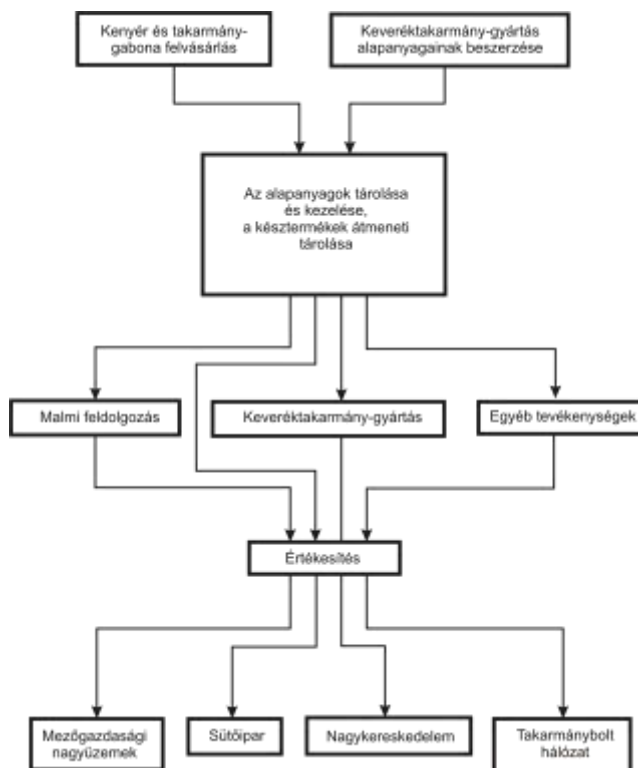 Kenyér és takarmány-
gabona felvásárlás
Keveréktakarmány-gyártás
alapanyagainak beszerzése
Az alapanyagok tárolása
és kezelése,
a késztermékek átmeneti
tárolása
Malmi feldolgozás
Keveréktakarmány-gyártás
Egyéb tevékenységek
Értékesítés
Mezőgazdasági
nagyüzemek
Sütőipar
Nagykereskedelem
Takarmánybolt
hálózat